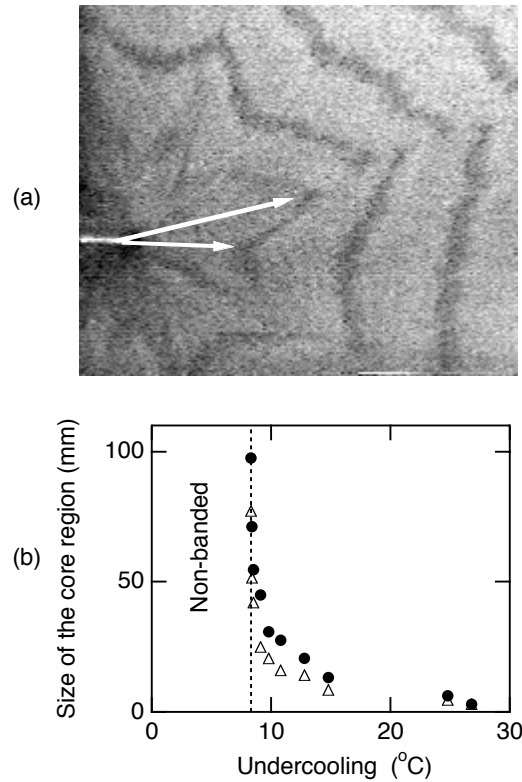 (a)
(b)
Size of the core region (mm)
100
50
0
Non-banded
0
10
20
30
Undercooling (°C)